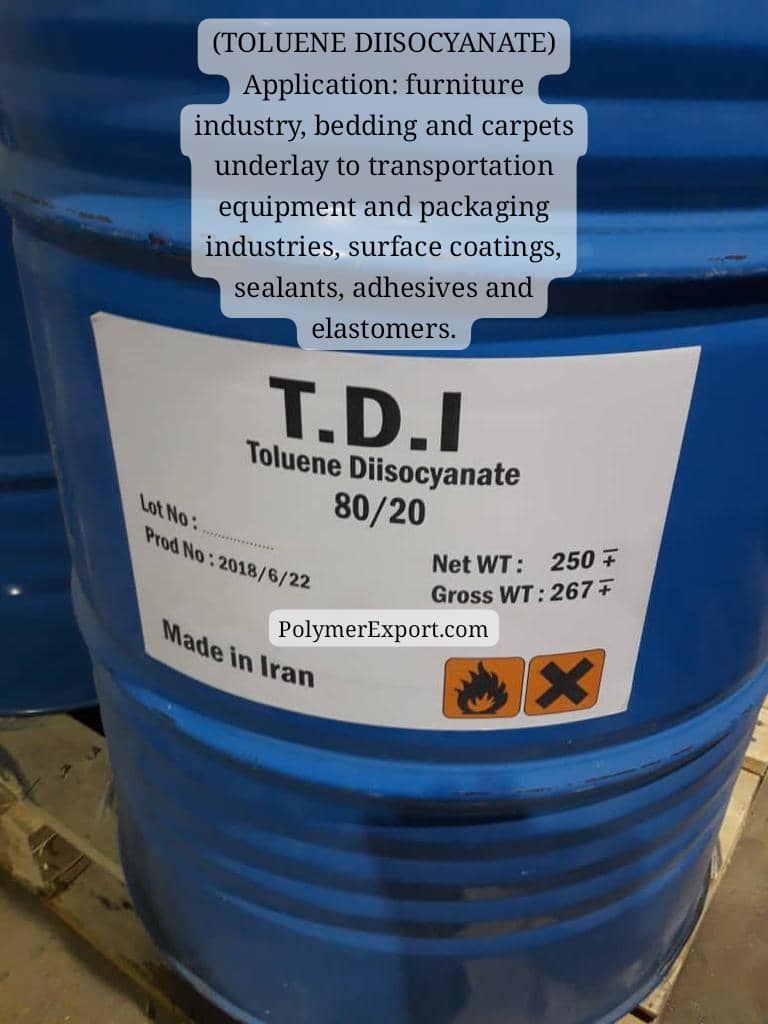 (TOLUENE DIISOCYANATE)
Application: furniture
industry, bedding and carpets
underlay to transportation
equipment and packaging
industries, surface coatings,
sealants, adhesives and
elastomers.
T.D.I
Toluene Diisocyanate
80/20
Lot No : ...............
Prod No : 2018/6/22
Net WT : 250 ∓
Gross WT : 267 ∓
PolymerExport.com
Made in Iran